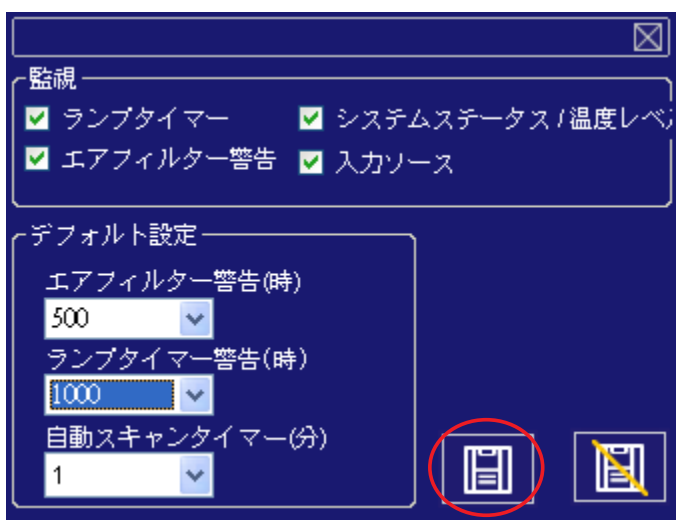 監視
ランプタイマー
システムステータス / 温度レベ
エアフィルター警告
入力ソース
デフォルト設定
エアフィルター警告(時)
500
ランプタイマー警告(時)
1000
自動スキャンタイマー(分)
1